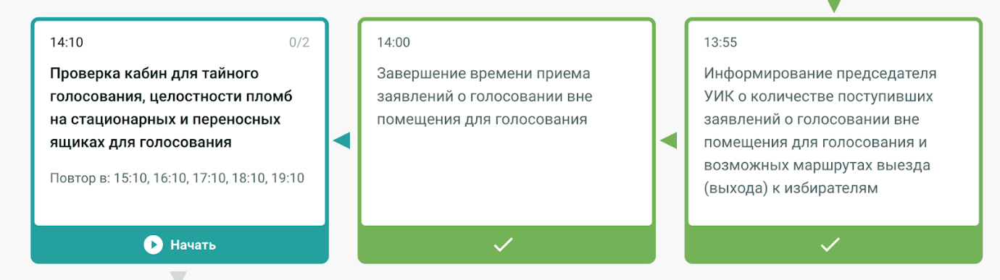 14:10
0/2
Проверка кабин для тайного
голосования, целостности пломб
на стационарных и переносных
ящиках для голосования
Повтор в: 15:10, 16:10, 17:10, 18:10, 19:10
Начать
14:00
Завершение времени приема
заявлений о голосовании вне
помещения для голосования
13:55
Информирование председателя
УИК о количестве поступивших
заявлений о голосовании вне
помещения для голосования и
возможных маршрутах выезда
(выхода) к избирателям